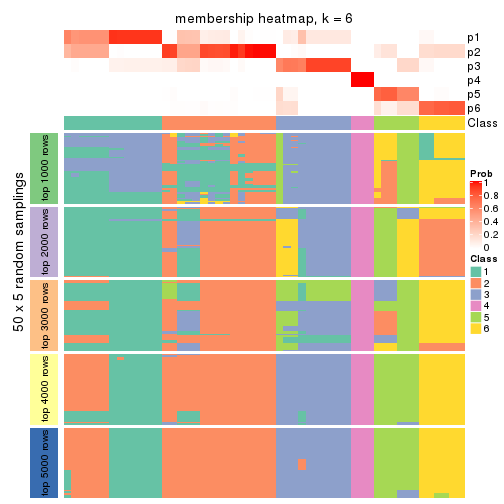 membership heatmap, k = 6
p1
p2
p3
p4
p5
p6
Class
50 x 5 random samplings
top 1000 rows
top 2000 rows
top 3000 rows
top 4000 rows
top 5000 rows
Prob
1
0.8
0.6
0.4
0.2
0
Class
1
2
3
4
5
6